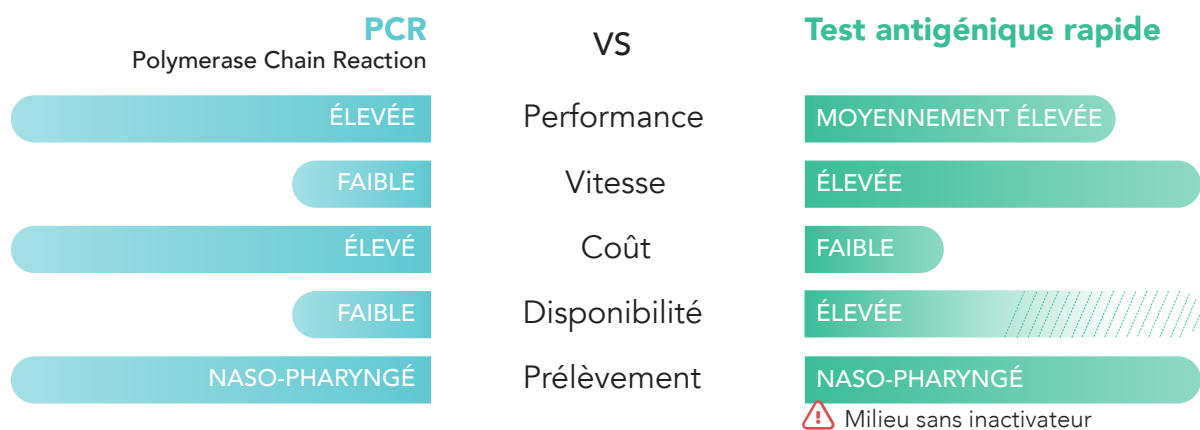 PCR
Polymerase Chain Reaction
VS
Test antigénique rapide
ÉLEVÉE
Performance
MOYENNEMENT ÉLEVÉE
FAIBLE
Vitesse
ÉLEVÉE
ÉLEVÉ
Coût
FAIBLE
FAIBLE
Disponibilité
ÉLEVÉE
NASO-PHARYNGÉ
Prélèvement
NASO-PHARYNGÉ
Milieu sans inactivateur